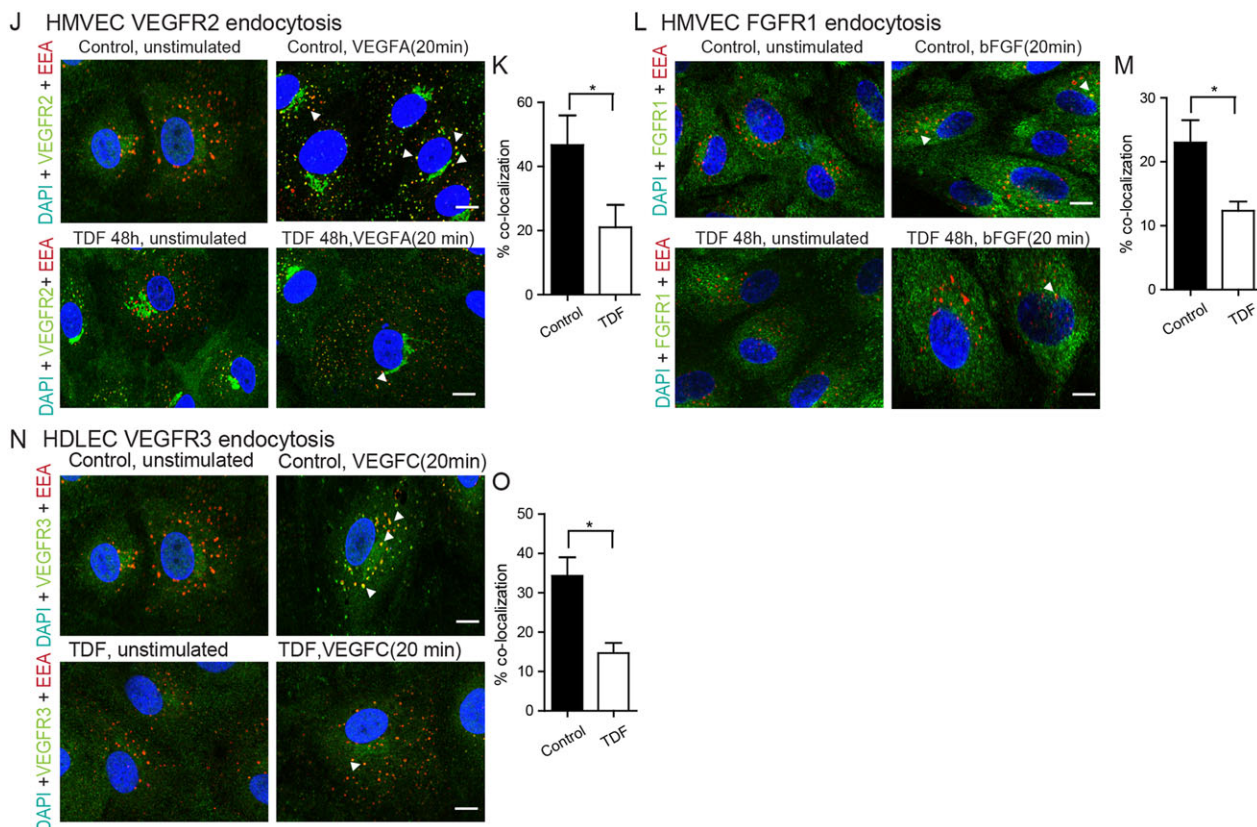 J HMVEC VEGFR2 endocytosis
Control, unstimulated
Control, VEGFA(20min)
DAPI + VEGFR2 + EEA
TDF 48h, unstimulated
TDF 48h,VEGFA(20 min)
DAPI + VEGFR2+ EEA
K
60
40
20
0
% co-localization
*
Control
TDF
L HMVEC FGFR1 endocytosis
Control, unstimulated
Control, bFGF(20min)
DAPI + FGFR1 + EEA
TDF 48h, unstimulated
TDF 48h, bFGF(20 min)
DAPI + FGFR1 + EEA
M
30
20
10
0
% co-localization
*
Control
TDF
N HDLEC VEGFR3 endocytosis
Control, unstimulated
Control, VEGFC(20min)
DAPI +VEGFR3 + EEA
TDF, unstimulated
TDF,VEGFC(20 min)
DAPI +VEGFR3 + EEA
O
50
40
30
20
10
0
% co-localization
*
Control
TDF